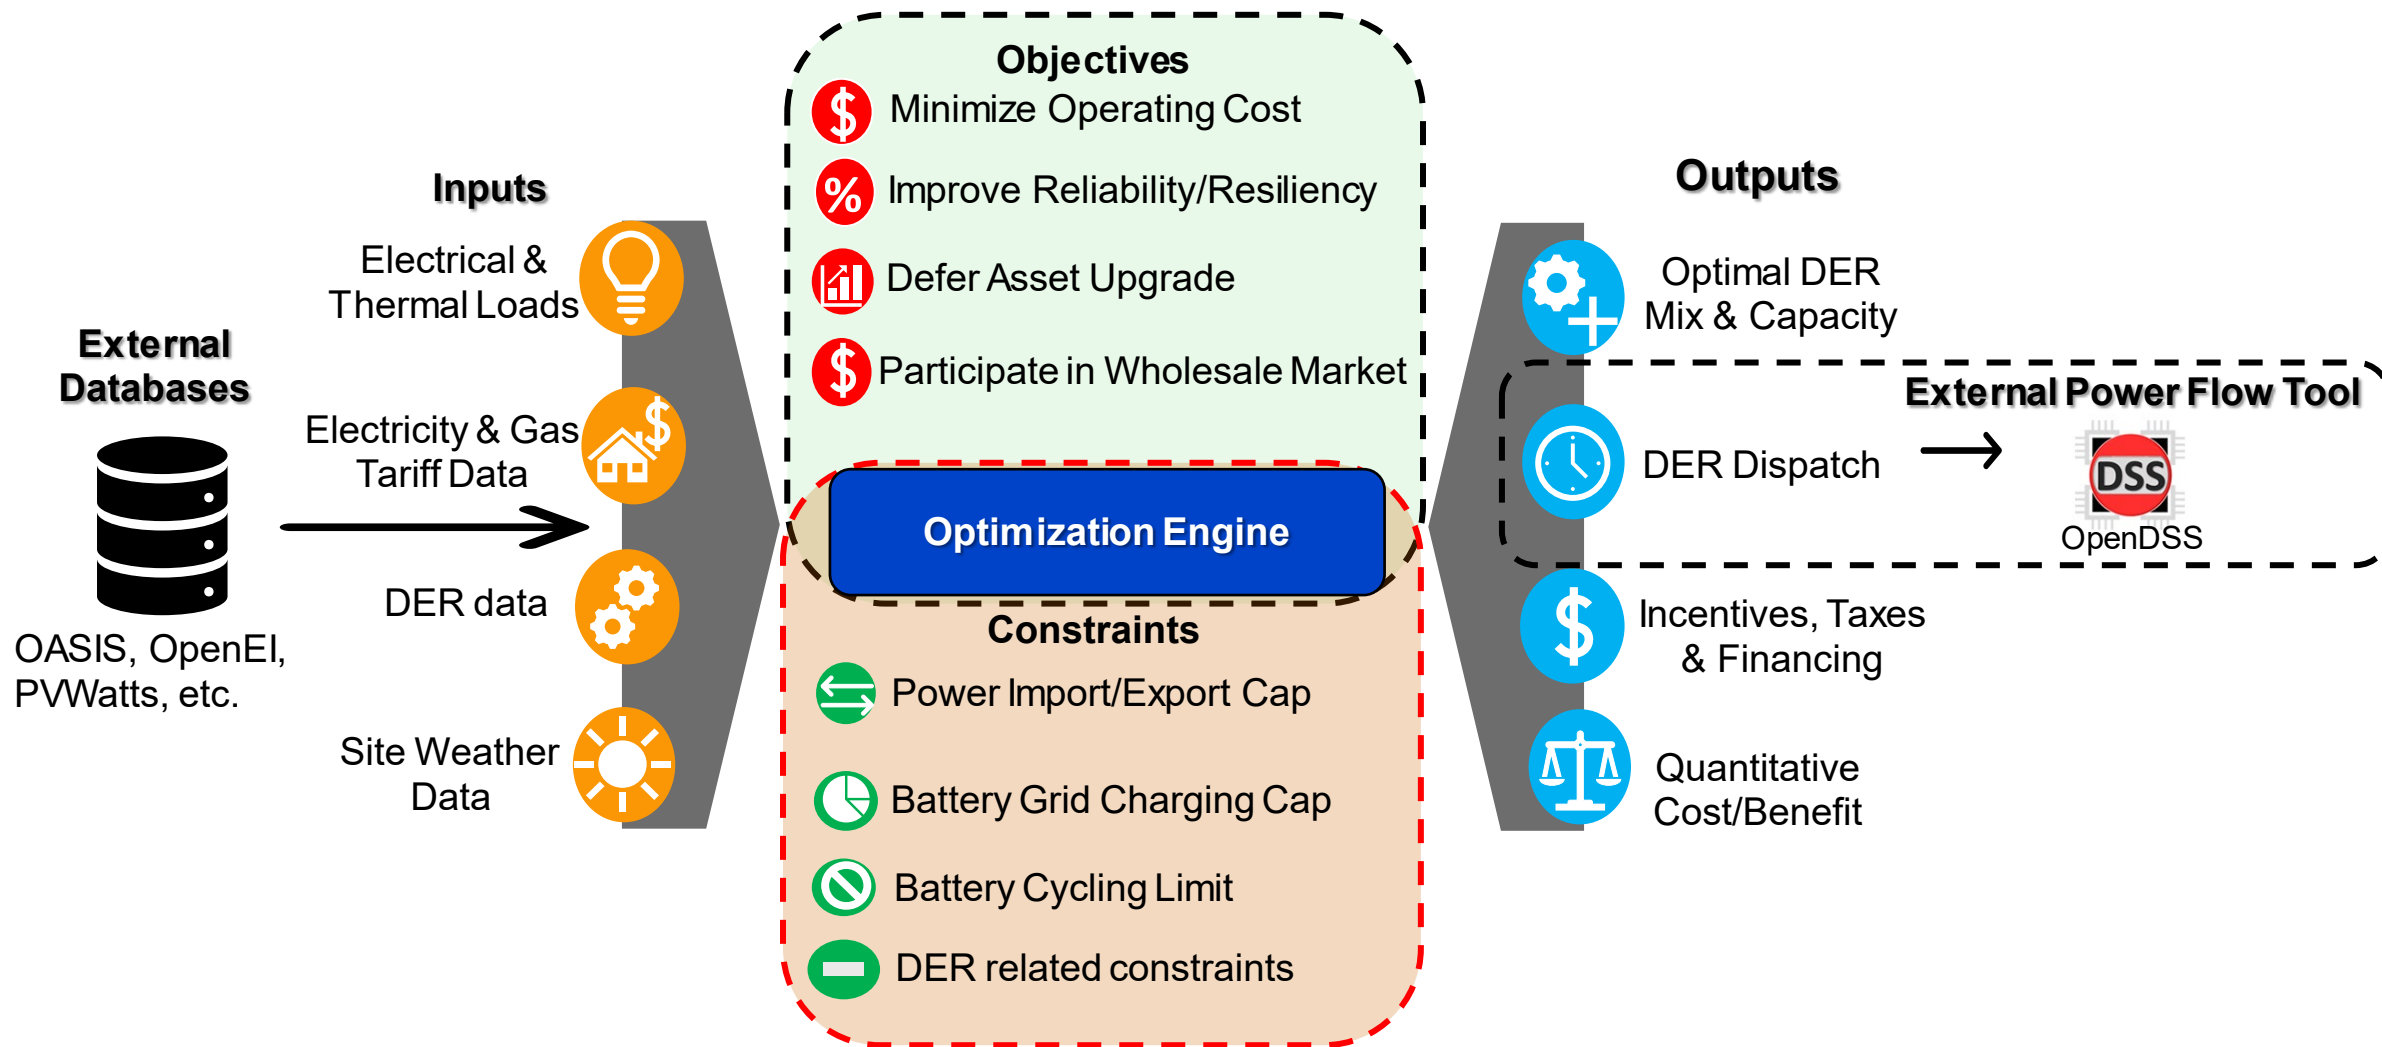 External
Databases
OASIS, OpenEI,
PVWatts, etc.
Inputs
Electrical &
Thermal Loads
Electricity & Gas
Tariff Data
DER data
Site Weather
Data
Objectives
$ Minimize Operating Cost
% Improve Reliability/Resiliency
Defer Asset Upgrade
$ Participate in Wholesale Market
Optimization Engine
Constraints
Power Import/Export Cap
Battery Grid Charging Cap
Battery Cycling Limit
DER related constraints
Outputs
Optimal DER
Mix & Capacity
DER Dispatch
External Power Flow Tool
DSS
OpenDSS
$ Incentives, Taxes
& Financing
Quantitative
Cost/Benefit